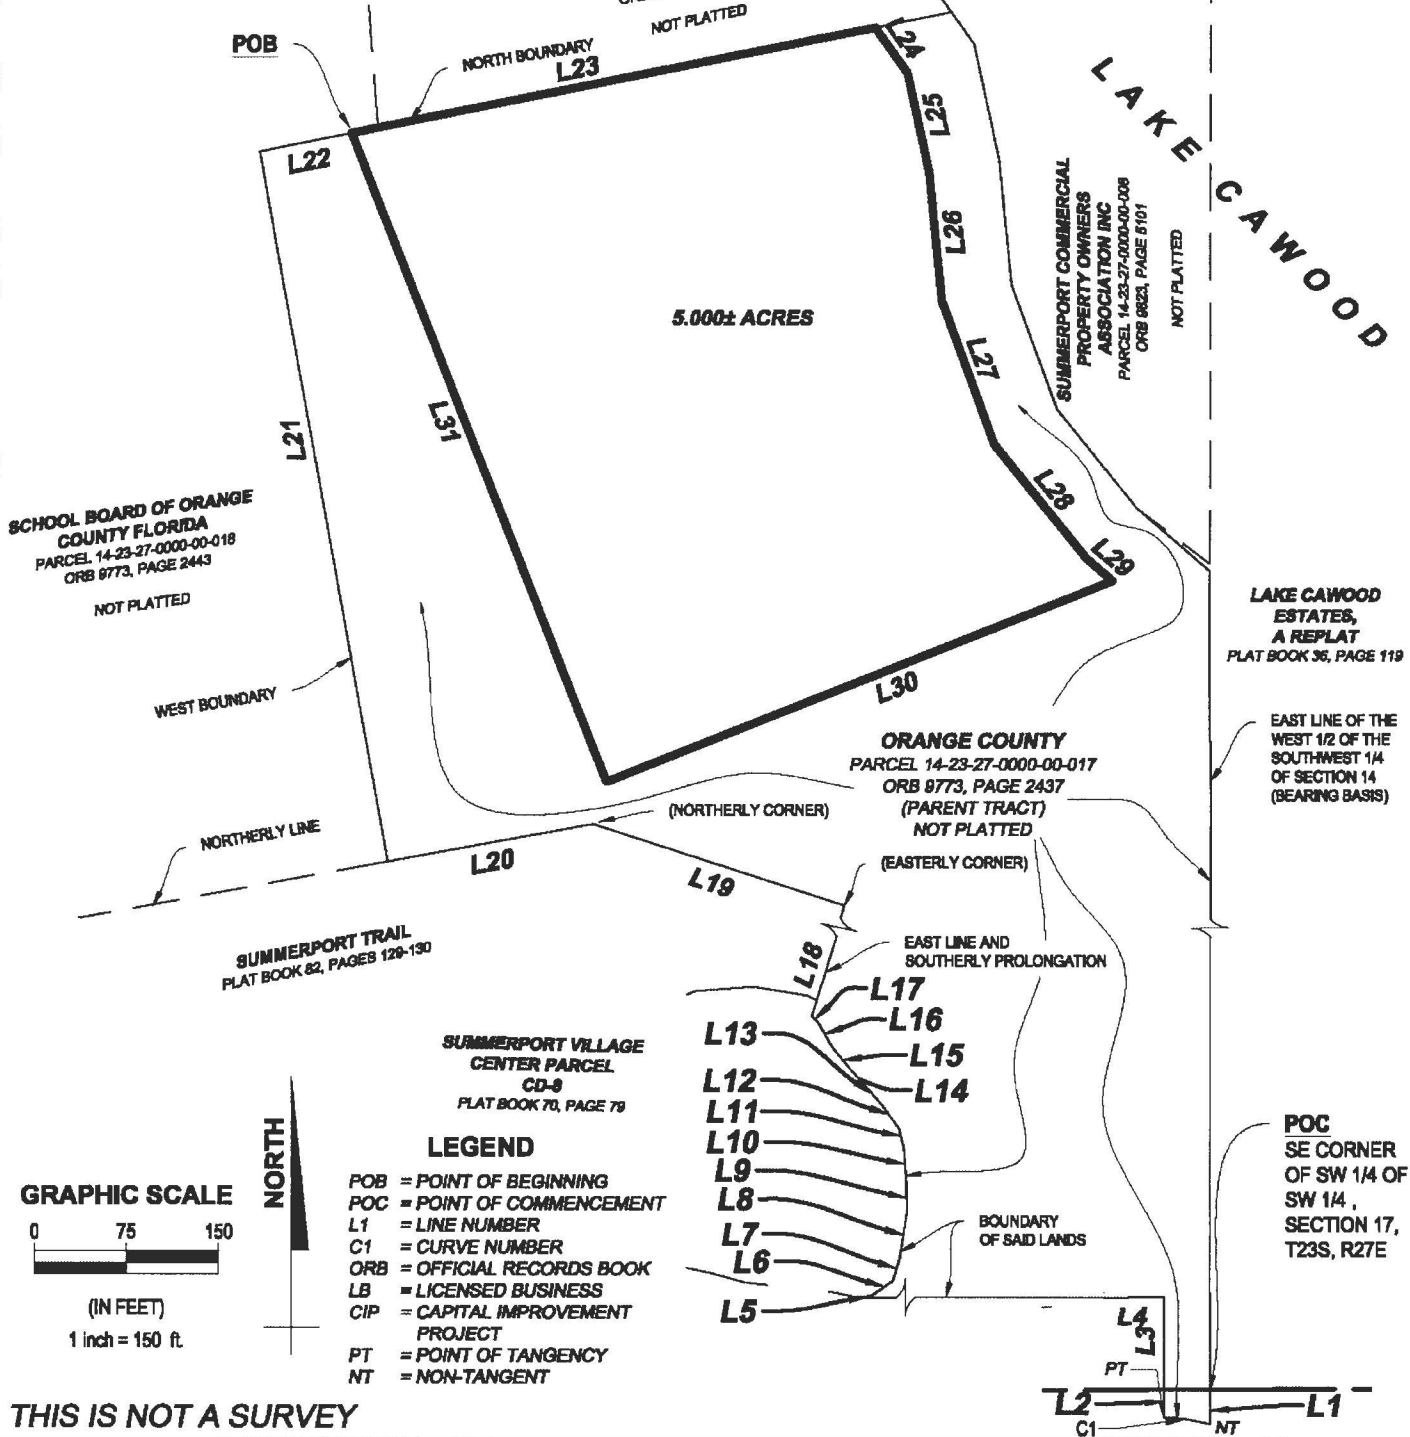 NOT PLATTED
POB
NORTH BOUNDARY
L23
L24
L22
L25
L26
L27
L28
L29
L30
L31
L21
LAKE CAWOOD
SUMMERPORT COMMERCIAL
PROPERTY OWNERS
ASSOCIATION INC
PARCEL 14-23-27-0000-00-008
ORB 9623, PAGE 5101
NOT PLATTED
5.000± ACRES
SCHOOL BOARD OF ORANGE
COUNTY FLORIDA
PARCEL 14-23-27-0000-00-018
ORB 9773, PAGE 2443
NOT PLATTED
WEST BOUNDARY
LAKE CAWOOD
ESTATES,
A REPLAT
PLAT BOOK 36, PAGE 119
EAST LINE OF THE
WEST 1/2 OF THE
SOUTHWEST 1/4
OF SECTION 14
(BEARING BASIS)
ORANGE COUNTY
PARCEL 14-23-27-0000-00-017
ORB 9773, PAGE 2437
(PARENT TRACT)
NOT PLATTED
(NORTHERLY CORNER)
NORTHERLY LINE
L20
L19
(EASTERLY CORNER)
SUMMERPORT TRAIL
PLAT BOOK 82, PAGES 129-130
L18
EAST LINE AND
SOUTHERLY PROLONGATION
L17
L16
L15
L14
L13
L12
L11
L10
L9
L8
L7
L6
L5
SUMMERPORT VILLAGE
CENTER PARCEL
CD-8
PLAT BOOK 70, PAGE 79
BOUNDARY
OF SAID LANDS
POC
SE CORNER
OF SW 1/4 OF
SW 1/4 ,
SECTION 17,
T23S, R27E
L4
L3
PT
L2
L1
C1
NT
LEGEND
POB = POINT OF BEGINNING
POC = POINT OF COMMENCEMENT
L1 = LINE NUMBER
C1 = CURVE NUMBER
ORB = OFFICIAL RECORDS BOOK
LB = LICENSED BUSINESS
CIP = CAPITAL IMPROVEMENT
PROJECT
PT = POINT OF TANGENCY
NT = NON-TANGENT
NORTH
GRAPHIC SCALE
0 75 150
(IN FEET)
1 inch = 150 ft.
THIS IS NOT A SURVEY